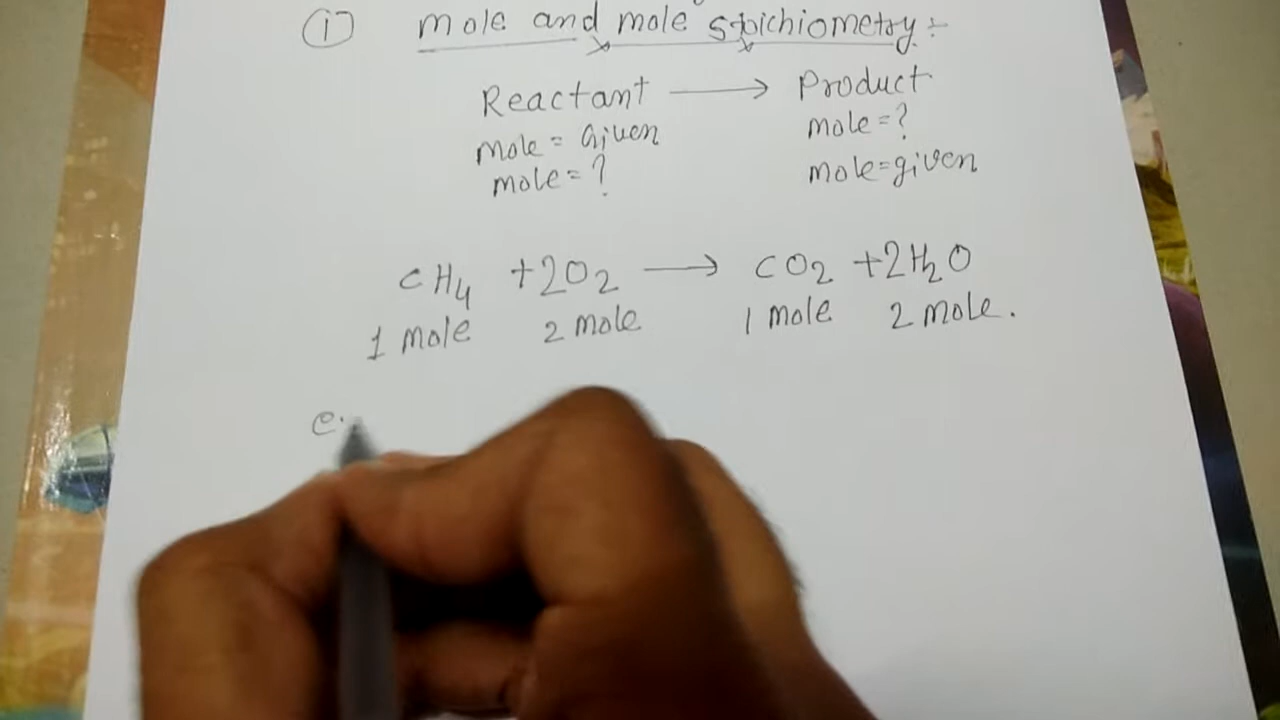 ① mole and mole stoichiometry :-
Reactant → Product
mole = Given mole = ?
mole = ? mole = given
CH4 + 2O2 → CO2 + 2H2O
1 mole 2 mole 1 mole 2 mole.
e.